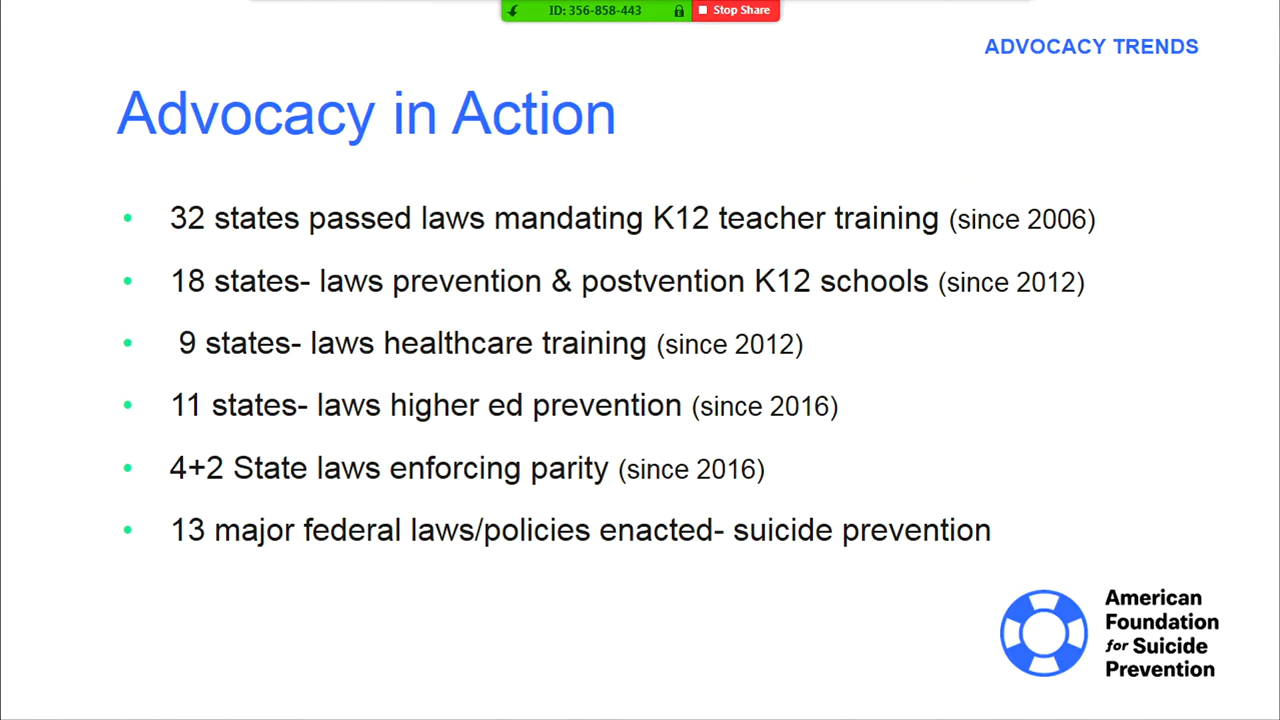 ID: 356-858-443
Stop Share
ADVOCACY TRENDS
Advocacy in Action
• 32 states passed laws mandating K12 teacher training (since 2006)
• 18 states- laws prevention & postvention K12 schools (since 2012)
• 9 states- laws healthcare training (since 2012)
• 11 states- laws higher ed prevention (since 2016)
• 4+2 State laws enforcing parity (since 2016)
• 13 major federal laws/policies enacted- suicide prevention
American
Foundation
for Suicide
Prevention